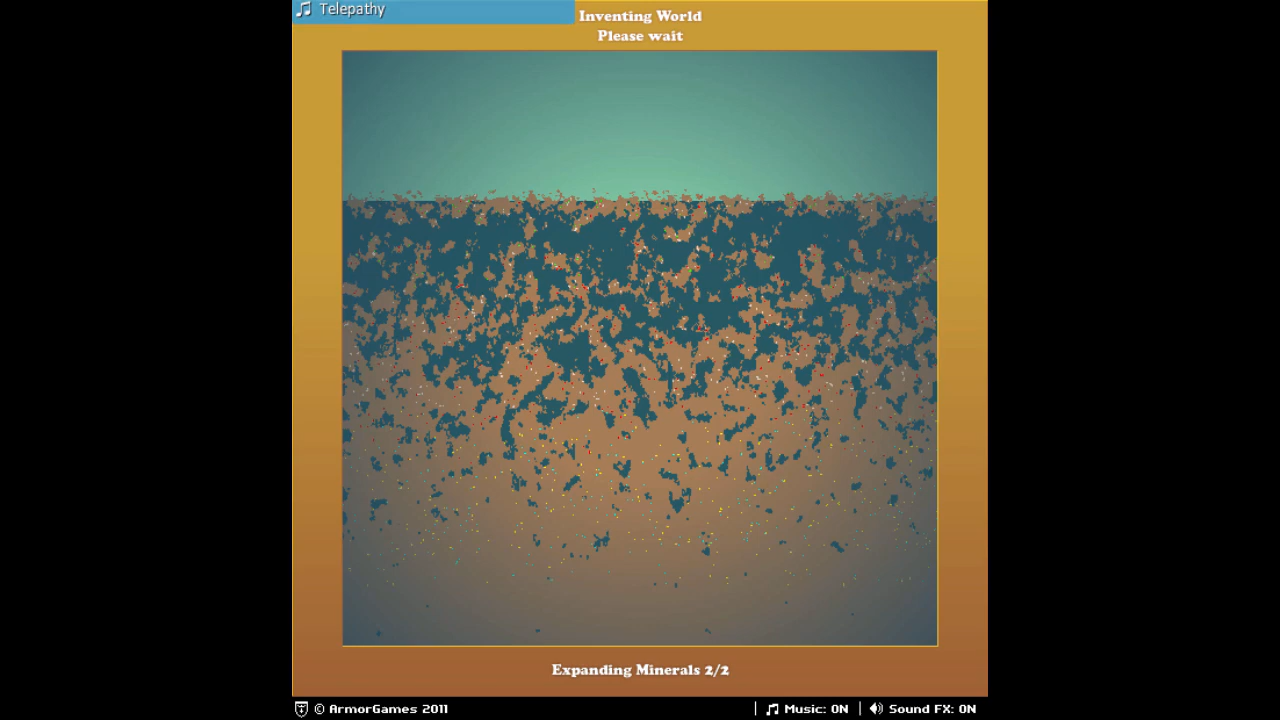 Telepathy
Inventing World
Please wait
Expanding Minerals 2/2
© ArmorGames 2011
Music: ON
Sound FX: ON